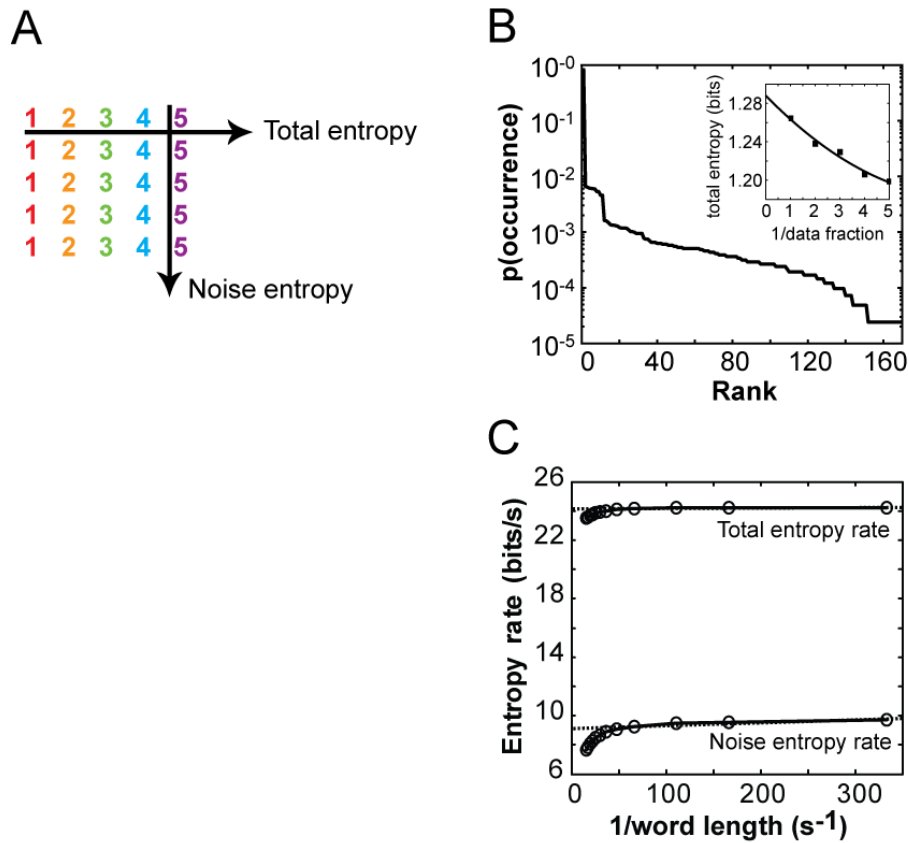 A
1 2 3 4 5
Total entropy
1 2 3 4 5
1 2 3 4 5
1 2 3 4 5
1 2 3 4 5
Noise entropy
B
p(occurrence)
10-0
10-1
10-2
10-3
10-4
10-5
0 40 80 120 160
Rank
total entropy (bits)
1.28
1.24
1.20
0 1 2 3 4 5
1/data fraction
C
Entropy rate (bits/s)
26
22
18
14
10
6
Total entropy rate
Noise entropy rate
0 100 200 300
1/word length (s-1)